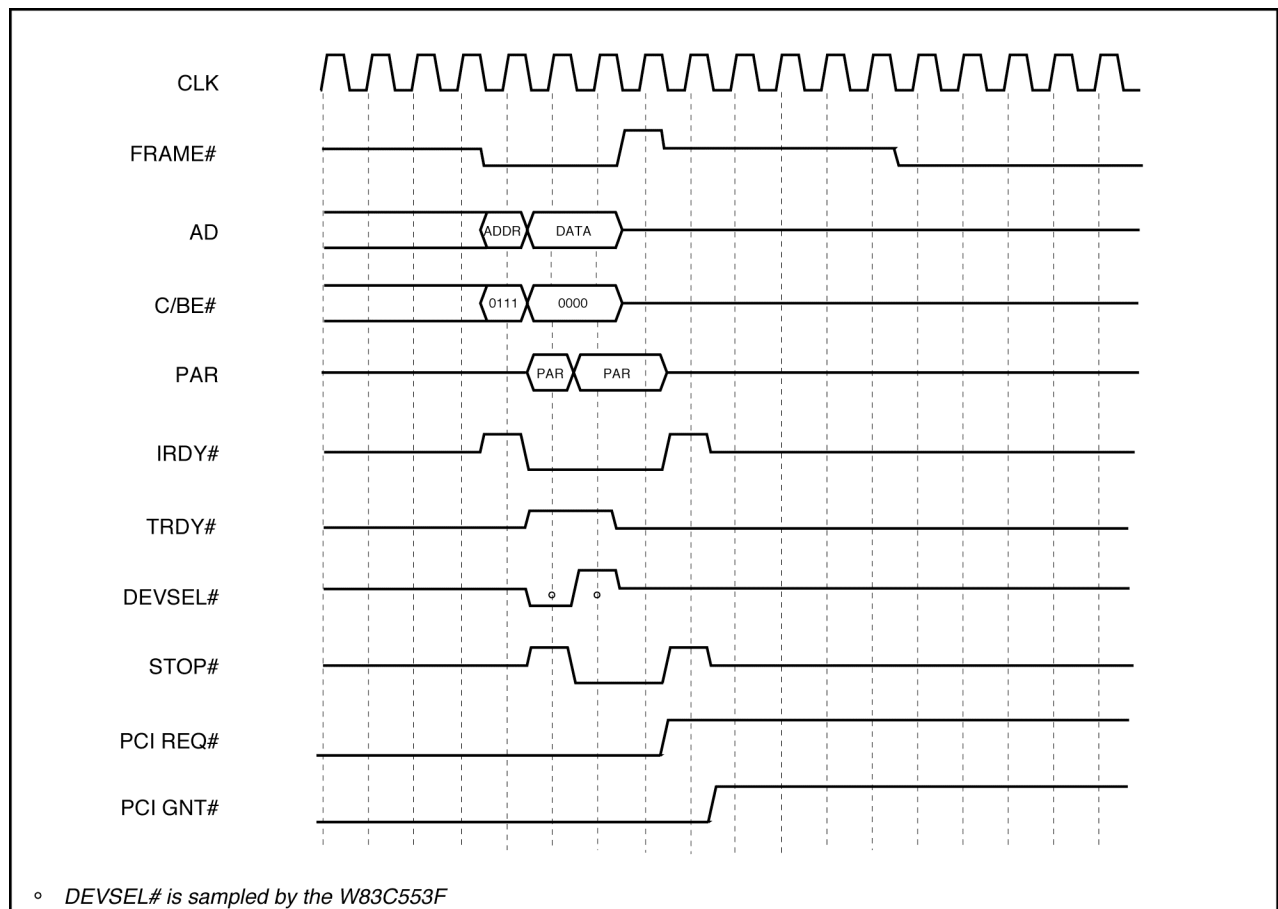 CLK
FRAME#
AD
ADDR DATA
C/BE#
0111 0000
PAR
PAR PAR
IRDY#
TRDY#
DEVSEL#
STOP#
PCI REQ#
PCI GNT#
° DEVSEL# is sampled by the W83C553F